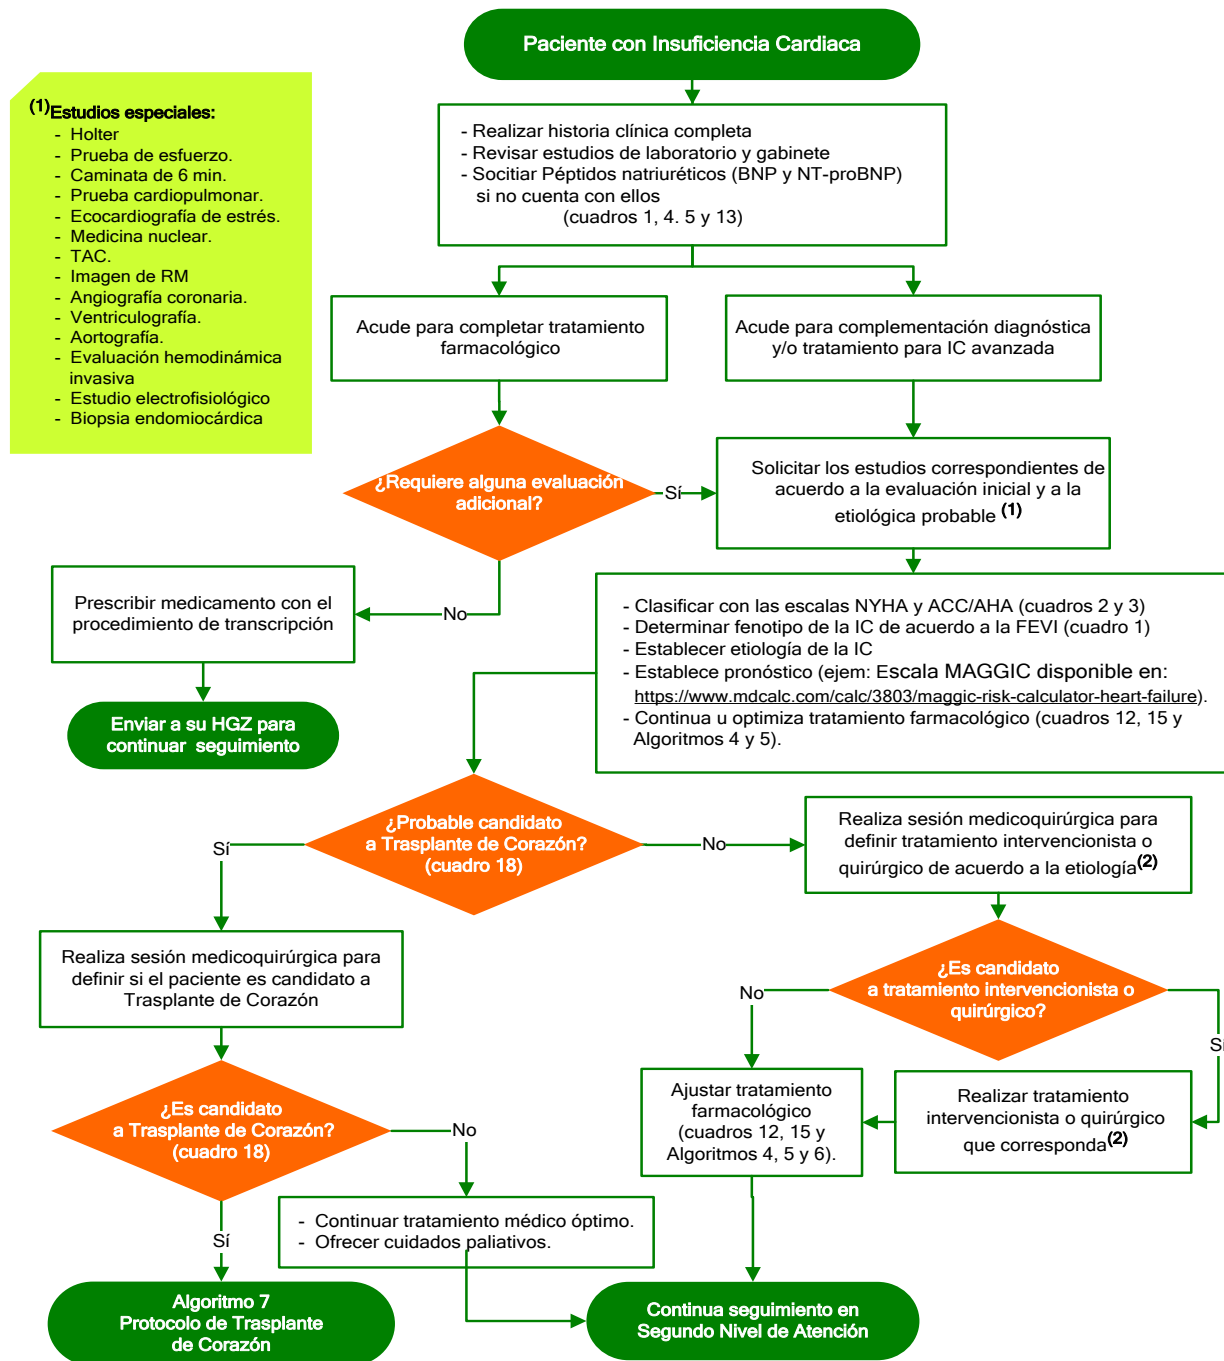 Paciente con Insuficiencia Cardiaca
(1)Estudios especiales:
- Holter
- Prueba de esfuerzo.
- Caminata de 6 min.
- Prueba cardiopulmonar.
- Ecocardiografía de estrés.
- Medicina nuclear.
- TAC.
- Imagen de RM
- Angiografía coronaria.
- Ventriculografía.
- Aortografía.
- Evaluación hemodinámica
invasiva
- Estudio electrofisiológico
- Biopsia endomiocárdica
- Realizar historia clínica completa
- Revisar estudios de laboratorio y gabinete
- Socitiar Péptidos natriuréticos (BNP y NT-proBNP)
si no cuenta con ellos
(cuadros 1, 4. 5 y 13)
Acude para completar tratamiento
farmacológico
Acude para complementación diagnóstica
y/o tratamiento para IC avanzada
¿Requiere alguna evaluación
adicional?
Sí
Solicitar los estudios correspondientes de
acuerdo a la evaluación inicial y a la
etiológica probable (1)
No
Prescribir medicamento con el
procedimiento de transcripción
Enviar a su HGZ para
continuar seguimiento
- Clasificar con las escalas NYHA y ACC/AHA (cuadros 2 y 3)
- Determinar fenotipo de la IC de acuerdo a la FEVI (cuadro 1)
- Establecer etiología de la IC
- Establece pronóstico (ejem: Escala MAGGIC disponible en:
https://www.mdcalc.com/calc/3803/maggic-risk-calculator-heart-failure).
- Continua u optimiza tratamiento farmacológico (cuadros 12, 15 y
Algoritmos 4 y 5).
¿Probable candidato
a Trasplante de Corazón?
(cuadro 18)
Sí
No
Realiza sesión medicoquirúrgica para
definir tratamiento intervencionista o
quirúrgico de acuerdo a la etiología(2)
Realiza sesión medicoquirúrgica para
definir si el paciente es candidato a
Trasplante de Corazón
¿Es candidato
a tratamiento intervencionista o
quirúrgico?
No
Sí
Ajustar tratamiento
farmacológico
(cuadros 12, 15 y
Algoritmos 4, 5 y 6).
Realizar tratamiento
intervencionista o quirúrgico
que corresponda(2)
¿Es candidato
a Trasplante de Corazón?
(cuadro 18)
No
Sí
- Continuar tratamiento médico óptimo.
- Ofrecer cuidados paliativos.
Algoritmo 7
Protocolo de Trasplante
de Corazón
Continua seguimiento en
Segundo Nivel de Atención